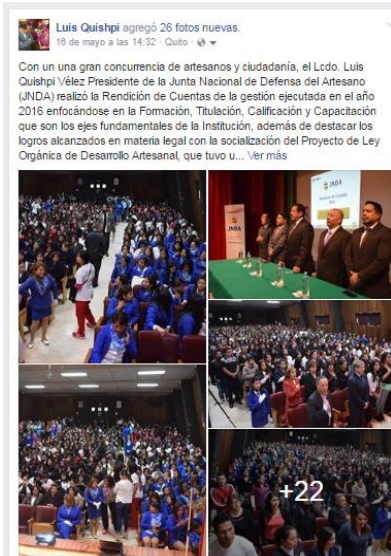 Luis Quishpi agregó 26 fotos nuevas.
16 de mayo a las 14:32 · Quito ·
Con un una gran concurrencia de artesanos y ciudadanía, el Lcdo. Luis
Quishpi Vélez Presidente de la Junta Nacional de Defensa del Artesano
(JNDA) realizó la Rendición de Cuentas de la gestión ejecutada en el año
2016 enfocándose en la Formación, Titulación, Calificación y Capacitación
que son los ejes fundamentales de la Institución, además de destacar los
logros alcanzados en materia legal con la socialización del Proyecto de Ley
Orgánica de Desarrollo Artesanal, que tuvo u... Ver más
JNDA
JNDA
+22